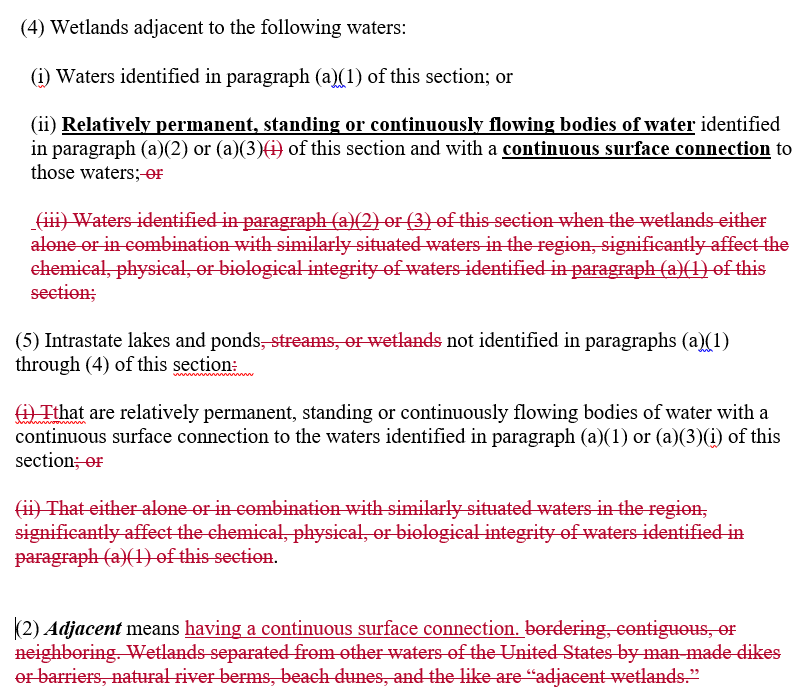 (4) Wetlands adjacent to the following waters:
(i) Waters identified in paragraph (a)(1) of this section; or
(ii) Relatively permanent, standing or continuously flowing bodies of water identified
in paragraph (a)(2) or (a)(3)(i) of this section and with a continuous surface connection to
those waters; or
(iii) Waters identified in paragraph (a)(2) or (3) of this section when the wetlands either
alone or in combination with similarly situated waters in the region, significantly affect the
chemical, physical, or biological integrity of waters identified in paragraph (a)(1) of this
section;
(5) Intrastate lakes and ponds, streams, or wetlands not identified in paragraphs (a)(1)
through (4) of this section:
(i) Tthat are relatively permanent, standing or continuously flowing bodies of water with a
continuous surface connection to the waters identified in paragraph (a)(1) or (a)(3)(i) of this
section; or
(ii) That either alone or in combination with similarly situated waters in the region,
significantly affect the chemical, physical, or biological integrity of waters identified in
paragraph (a)(1) of this section.
(2) Adjacent means having a continuous surface connection. bordering, contiguous, or
neighboring. Wetlands separated from other waters of the United States by man-made dikes
or barriers, natural river berms, beach dunes, and the like are “adjacent wetlands.”